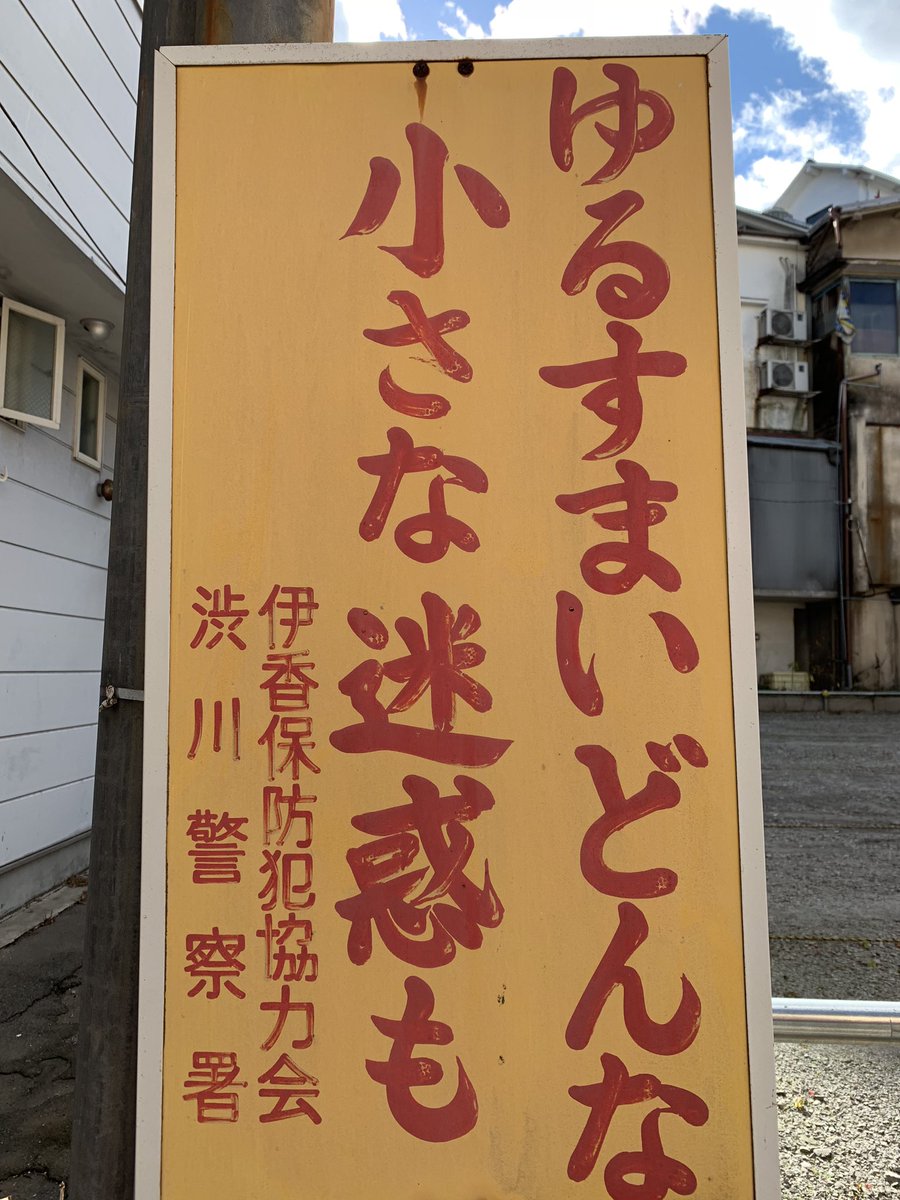 ゆるすまいどんな
小さな迷惑も
伊香保防犯協力会
渋川警察署